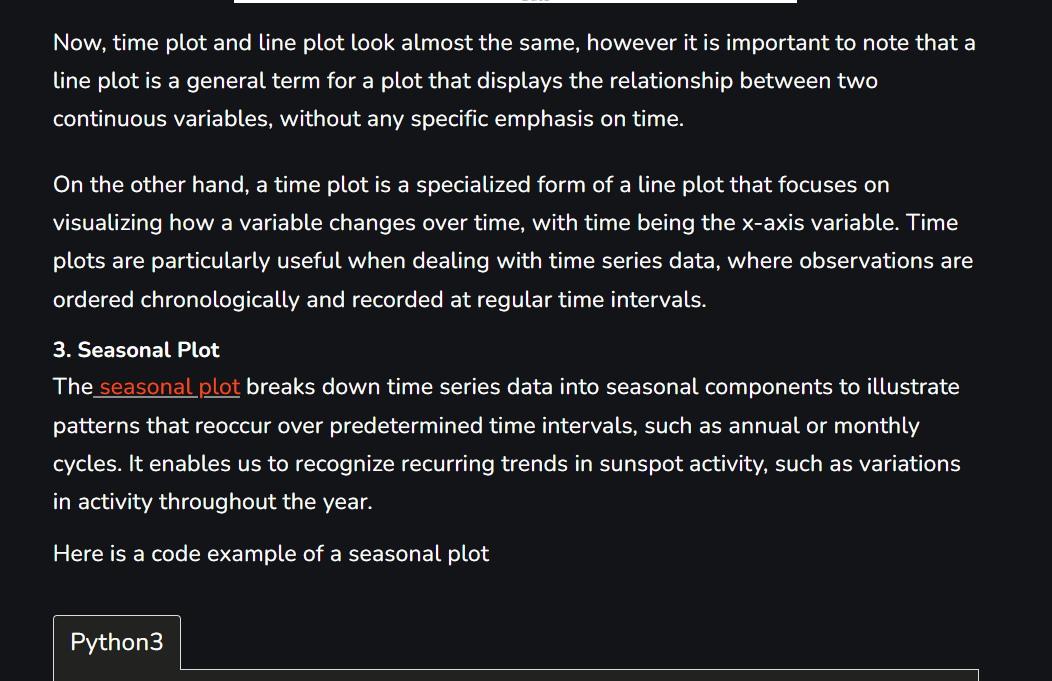 Now, time plot and line plot look almost the same, however it is important to note that a
line plot is a general term for a plot that displays the relationship between two
continuous variables, without any specific emphasis on time.
On the other hand, a time plot is a specialized form of a line plot that focuses on
visualizing how a variable changes over time, with time being the x-axis variable. Time
plots are particularly useful when dealing with time series data, where observations are
ordered chronologically and recorded at regular time intervals.
3. Seasonal Plot
The seasonal plot breaks down time series data into seasonal components to illustrate
patterns that reoccur over predetermined time intervals, such as annual or monthly
cycles. It enables us to recognize recurring trends in sunspot activity, such as variations
in activity throughout the year.
Here is a code example of a seasonal plot
Python3